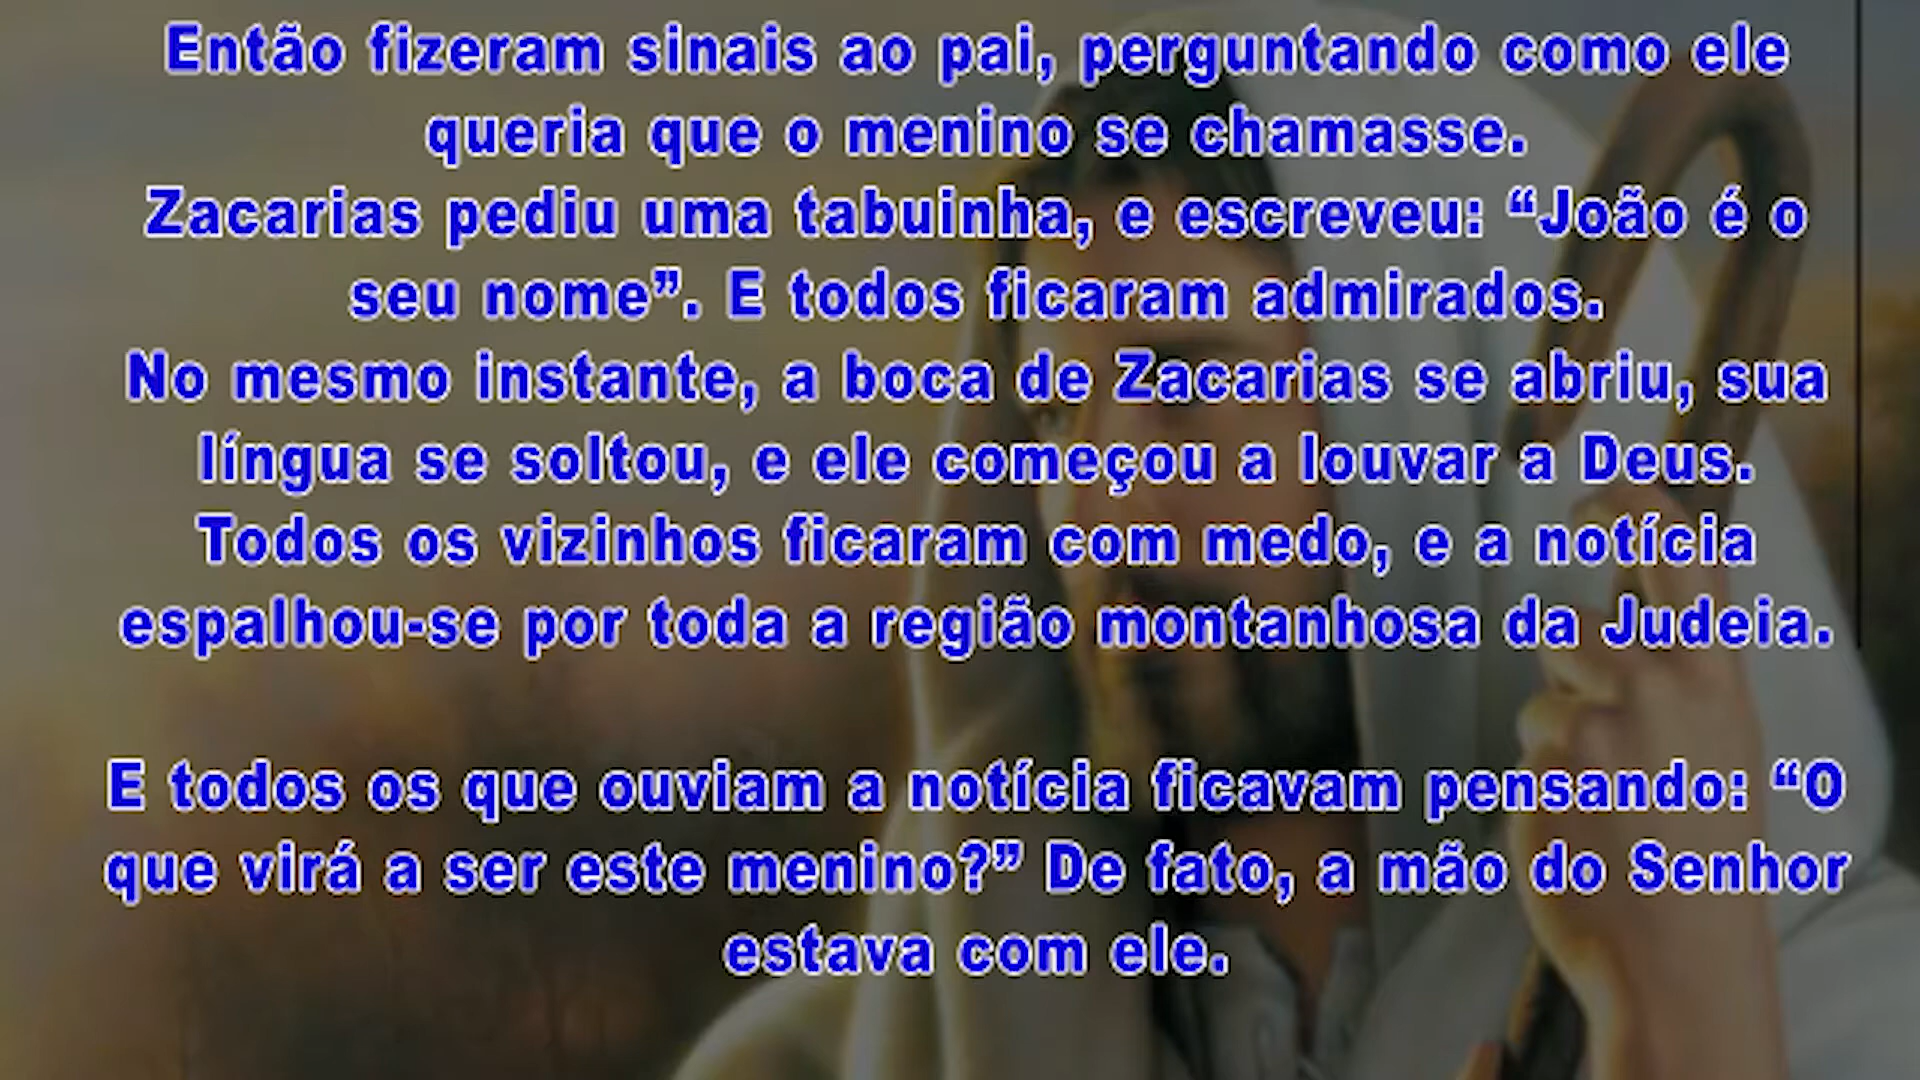 Então fizeram sinais ao pai, perguntando como ele
queria que o menino se chamasse.
Zacarias pediu uma tabuinha, e escreveu: “João é o
seu nome”. E todos ficaram admirados.
No mesmo instante, a boca de Zacarias se abriu, sua
língua se soltou, e ele começou a louvar a Deus.
Todos os vizinhos ficaram com medo, e a notícia
espalhou-se por toda a região montanhosa da Judeia.
E todos os que ouviam a notícia ficavam pensando: “O
que virá a ser este menino?” De fato, a mão do Senhor
estava com ele.